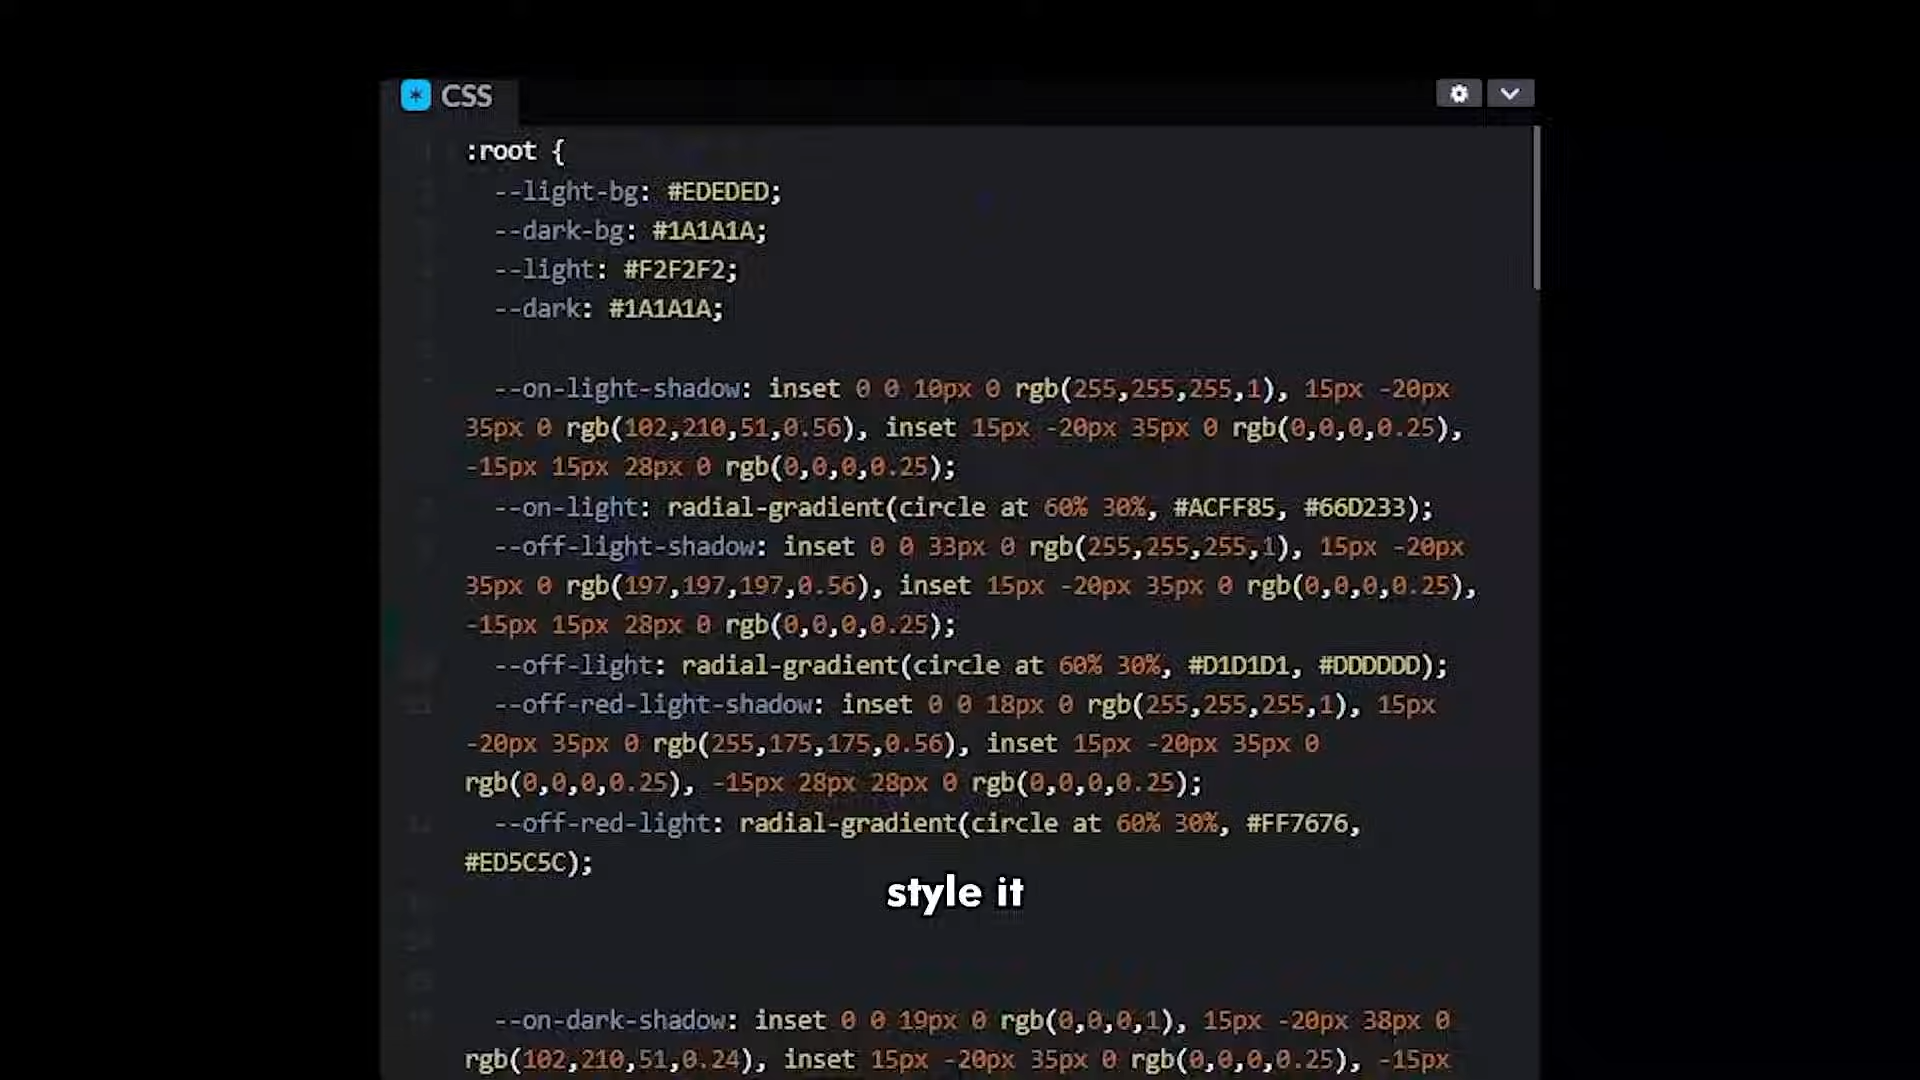 CSS
:root {
--light-bg: #EDEDED;
--dark-bg: #1A1A1A;
--light: #F2F2F2;
--dark: #1A1A1A;
--on-light-shadow: inset 0 0 10px 0 rgb(255,255,255,1), 15px -20px
35px 0 rgb(102,210,51,0.56), inset 15px -20px 35px 0 rgb(0,0,0,0.25),
-15px 15px 28px 0 rgb(0,0,0,0.25);
--on-light: radial-gradient(circle at 60% 30%, #ACFF85, #66D233);
--off-light-shadow: inset 0 0 33px 0 rgb(255,255,255,1), 15px -20px
35px 0 rgb(197,197,197,0.56), inset 15px -20px 35px 0 rgb(0,0,0,0.25),
-15px 15px 28px 0 rgb(0,0,0,0.25);
--off-light: radial-gradient(circle at 60% 30%, #D1D1D1, #DDDDDD);
--off-red-light-shadow: inset 0 0 18px 0 rgb(255,255,255,1), 15px
-20px 35px 0 rgb(255,175,175,0.56), inset 15px -20px 35px 0
rgb(0,0,0,0.25), -15px 28px 28px 0 rgb(0,0,0,0.25);
--off-red-light: radial-gradient(circle at 60% 30%, #FF7676,
#ED5C5C);
style it
--on-dark-shadow: inset 0 0 19px 0 rgb(0,0,0,1), 15px -20px 38px 0
rgb(102,210,51,0.24), inset 15px -20px 35px 0 rgb(0,0,0,0.25), -15px